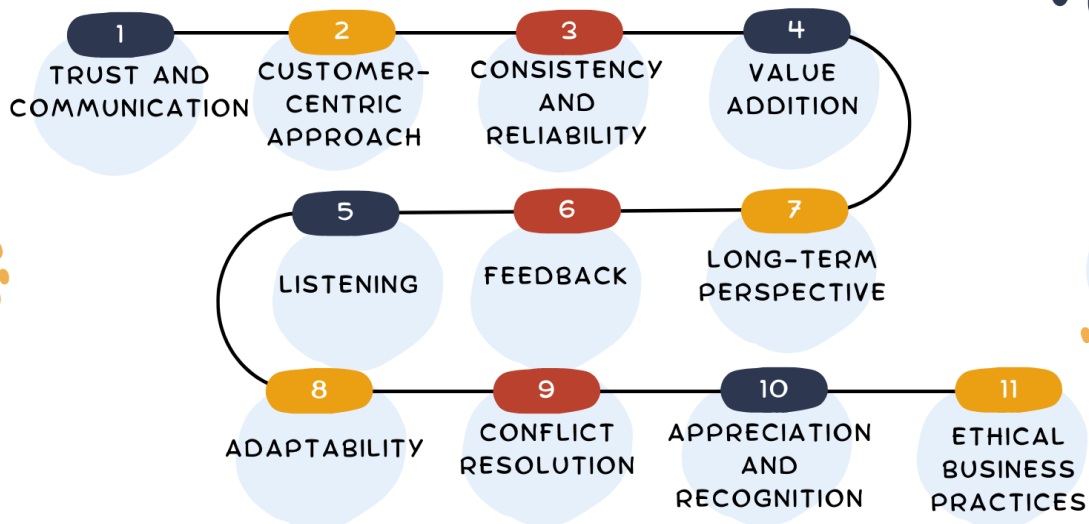 1
TRUST AND
COMMUNICATION
2
CUSTOMER-
CENTRIC
APPROACH
3
CONSISTENCY
AND
RELIABILITY
4
VALUE
ADDITION
5
LISTENING
6
FEEDBACK
7
LONG-TERM
PERSPECTIVE
8
ADAPTABILITY
9
CONFLICT
RESOLUTION
10
APPRECIATION
AND
RECOGNITION
11
ETHICAL
BUSINESS
PRACTICES